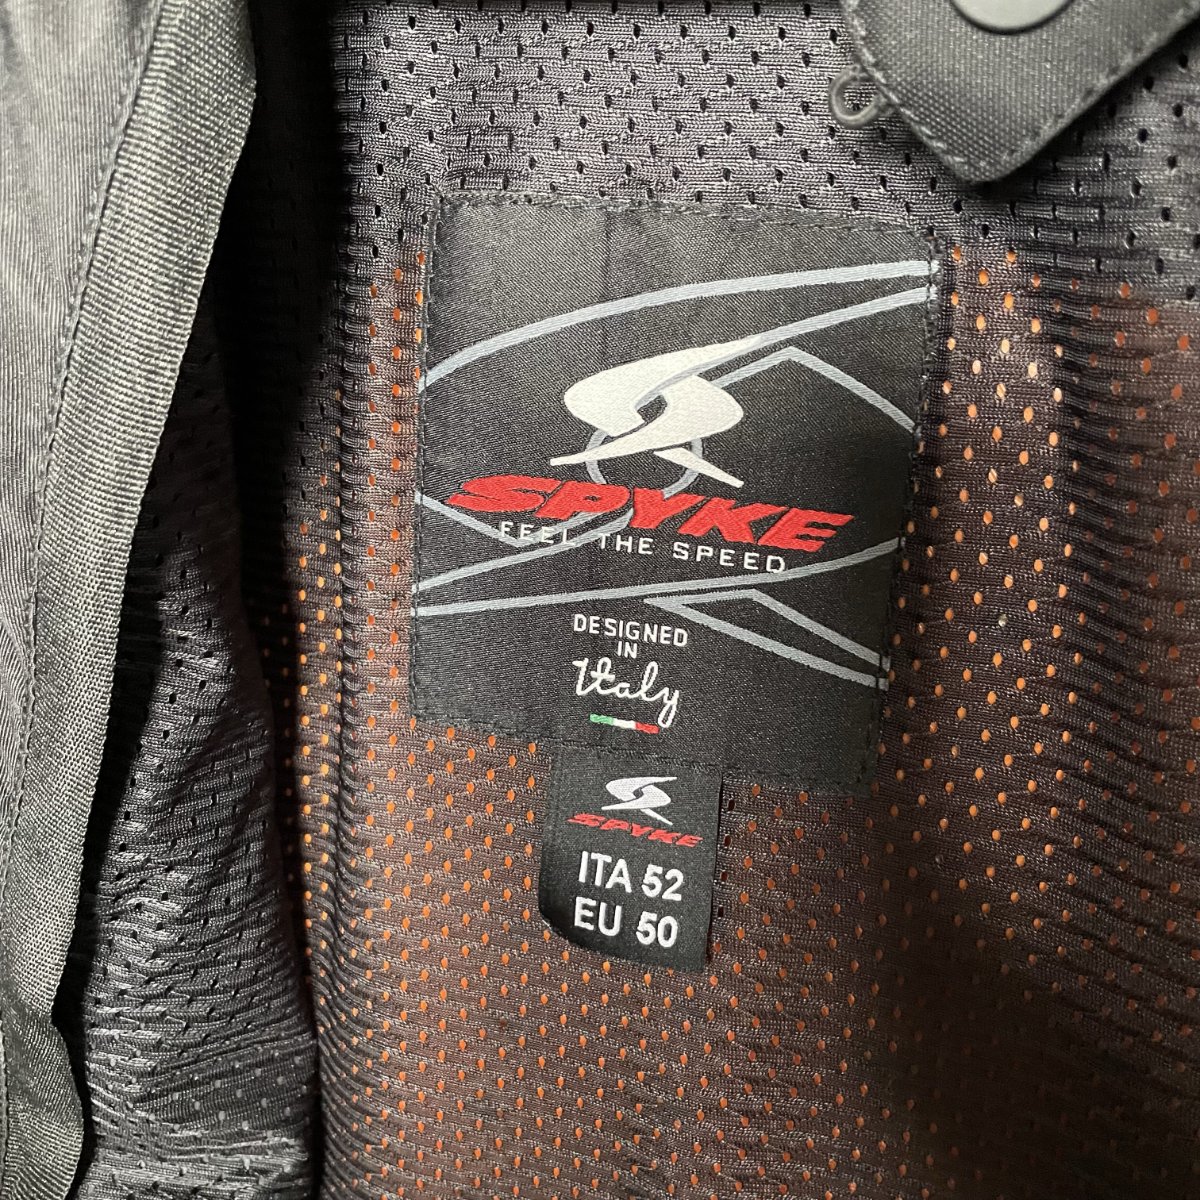 SPYKE
FEEL THE SPEED
DESIGNED
IN
Italy
SPYKE
ITA 52
EU 50